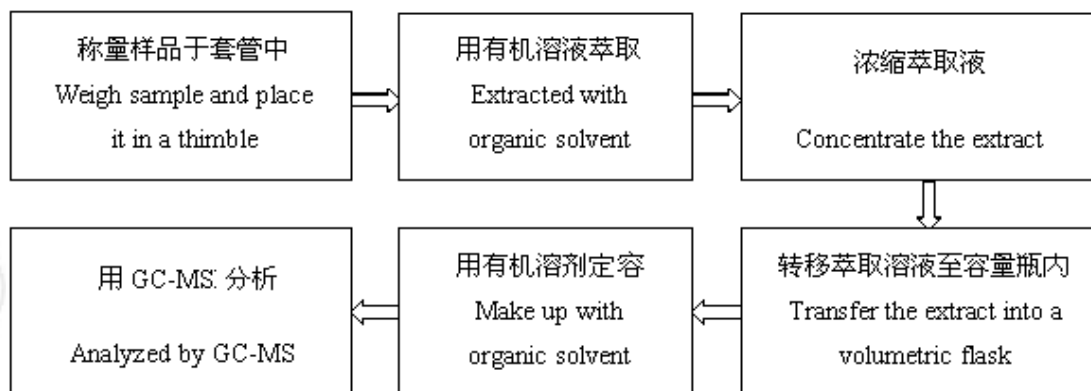 称量样品于套管中
Weigh sample and place
it in a thimble
用有机溶液萃取
Extracted with
organic solvent
浓缩萃取液
Concentrate the extract
转移萃取溶液至容量瓶内
Transfer the extract into a
volumetric flask
用有机溶剂定容
Make up with
organic solvent
用 GC-MS 分析
Analyzed by GC-MS